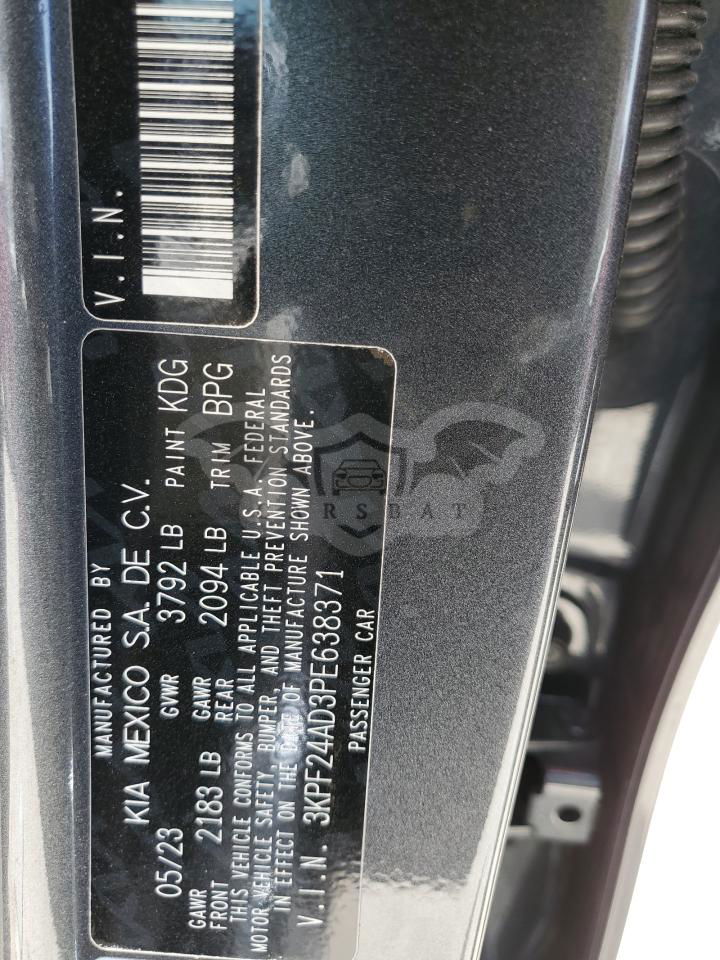 MANUFACTURED BY
KIA MEXICO S.A. DE C.V.
05/23 GVWR 3792 LB PAINT KDG
GAWR FRONT 2183 LB GAWR REAR 2094 LB TRIM BPG
THIS VEHICLE CONFORMS TO ALL APPLICABLE U.S.A. FEDERAL
MOTOR VEHICLE SAFETY, BUMPER, AND THEFT PREVENTION STANDARDS
IN EFFECT ON THE DATE OF MANUFACTURE SHOWN ABOVE.
V.I.N. 3KPF24AD3PE638371
PASSENGER CAR
V.I.N.